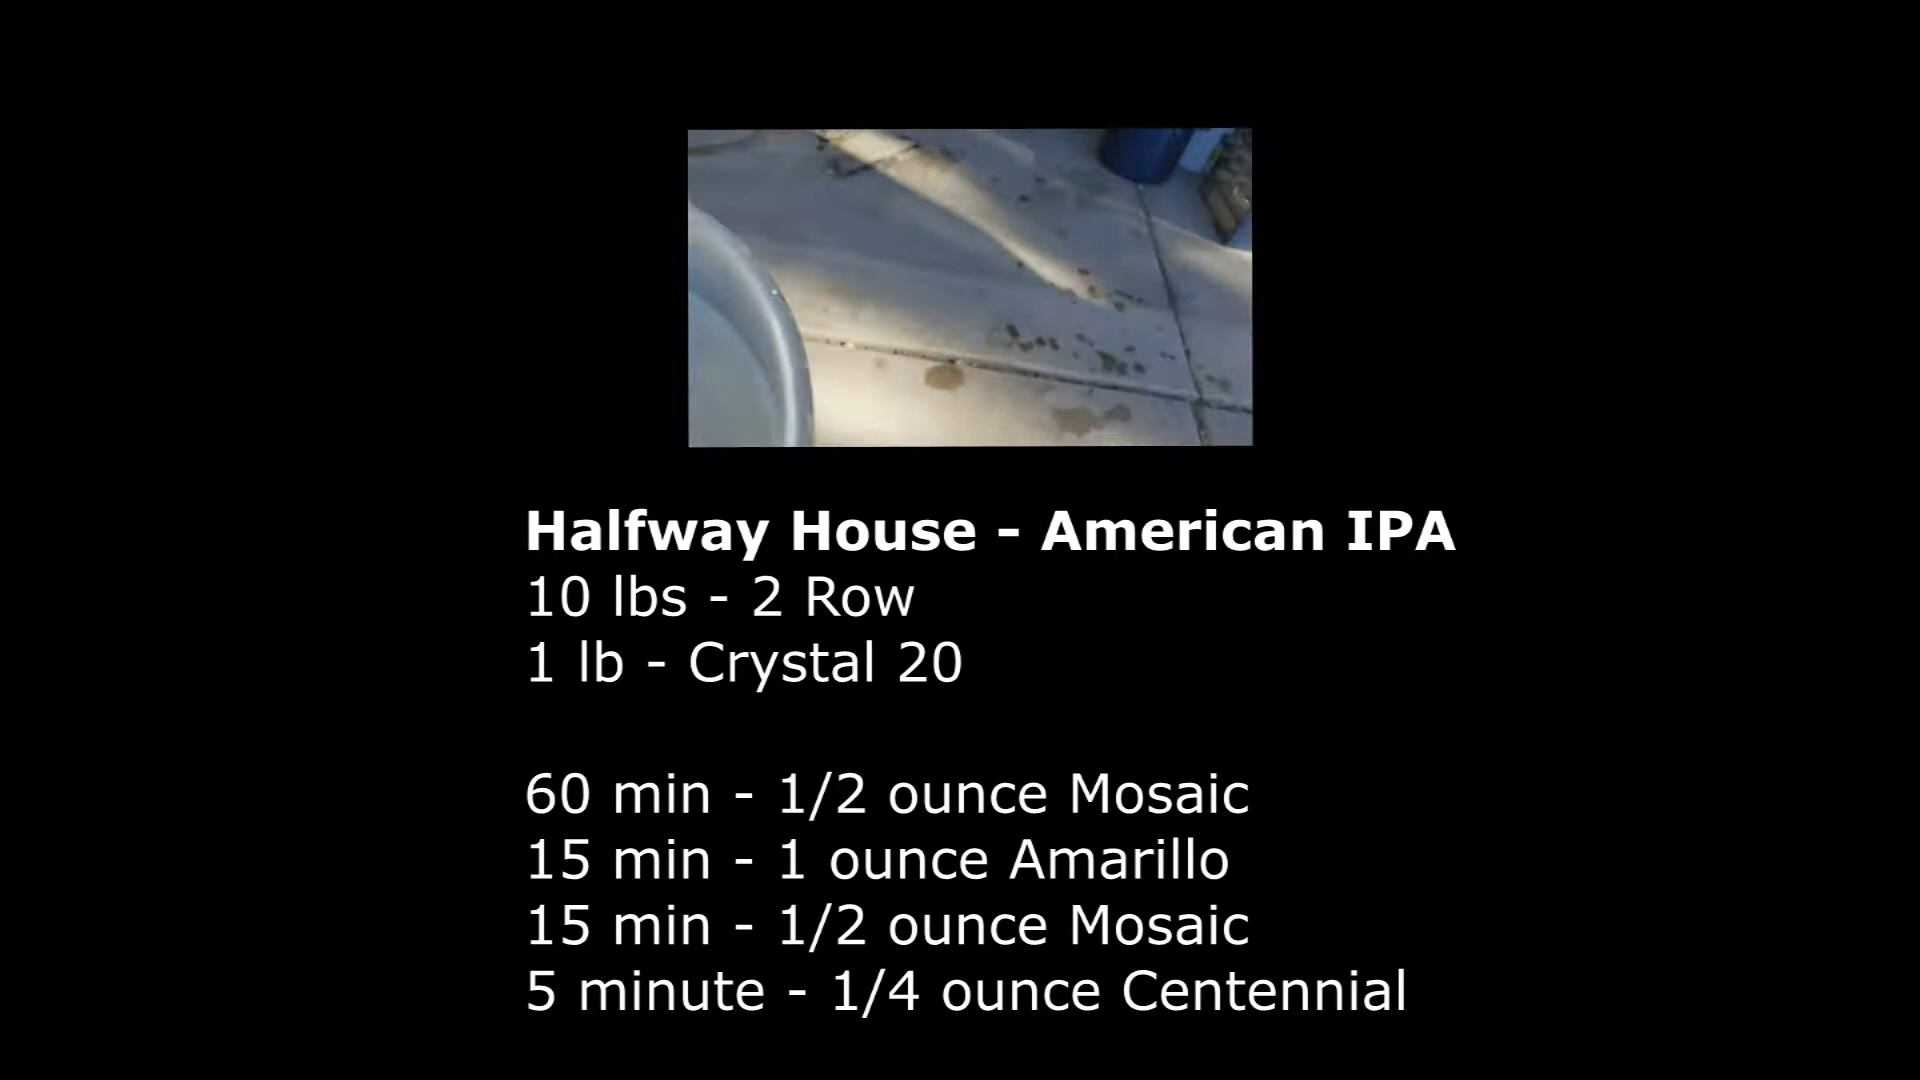 Halfway House - American IPA
10 lbs - 2 Row
1 lb - Crystal 20
60 min - 1/2 ounce Mosaic
15 min - 1 ounce Amarillo
15 min - 1/2 ounce Mosaic
5 minute - 1/4 ounce Centennial